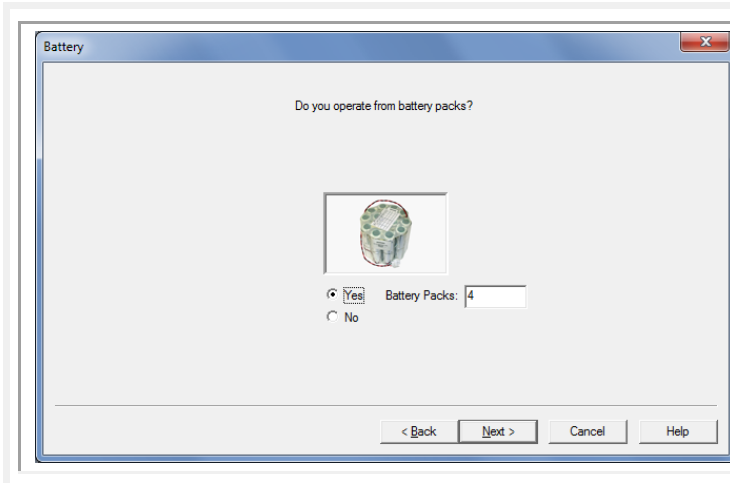 Battery
Do you operate from battery packs?
Yes Battery Packs: 4
No
< Back Next > Cancel Help